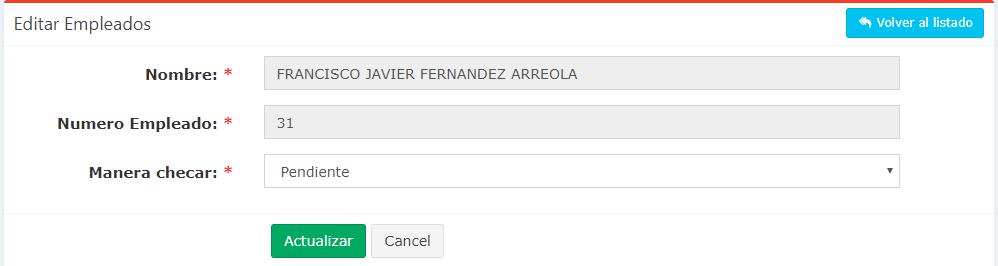 Editar Empleados
Volver al listado
Nombre: *
FRANCISCO JAVIER FERNANDEZ ARREOLA
Numero Empleado: *
31
Manera checar: *
Pendiente
Actualizar
Cancel